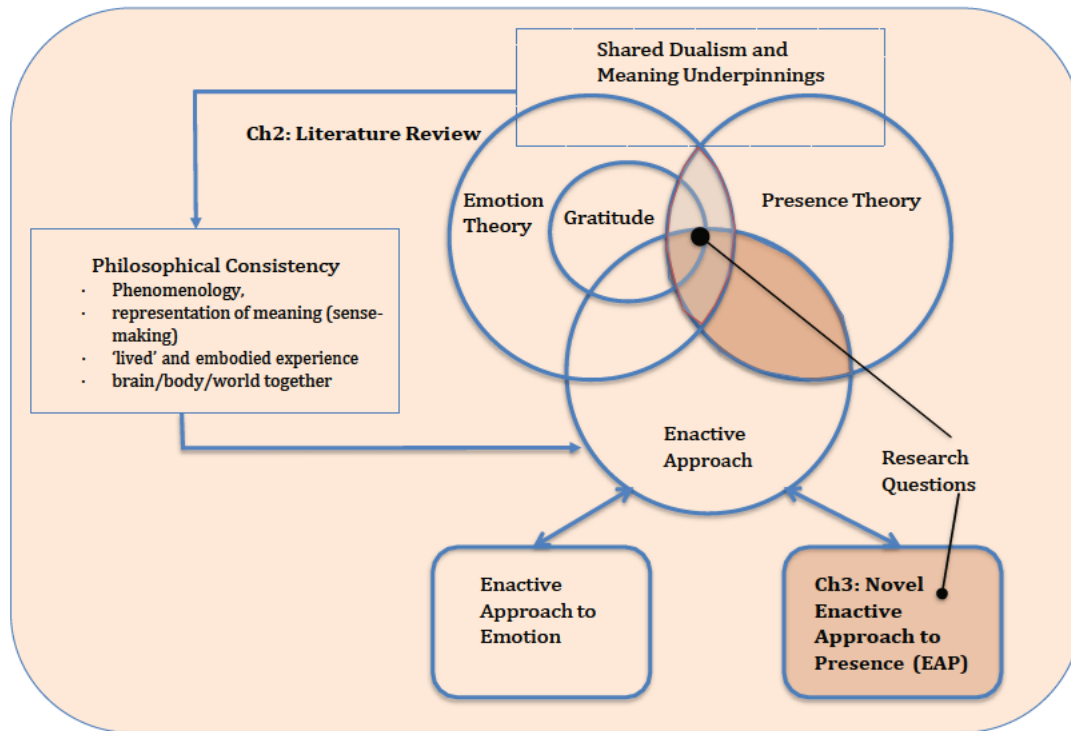 Shared Dualism and
Meaning Underpinnings
Ch2: Literature Review
Emotion
Theory
Gratitude
Presence Theory
Philosophical Consistency
· Phenomenology,
· representation of meaning (sense-
making)
· 'lived' and embodied experience
· brain/body/world together
Enactive
Approach
Research
Questions
Enactive
Approach to
Emotion
Ch3: Novel
Enactive
Approach to
Presence (EAP)